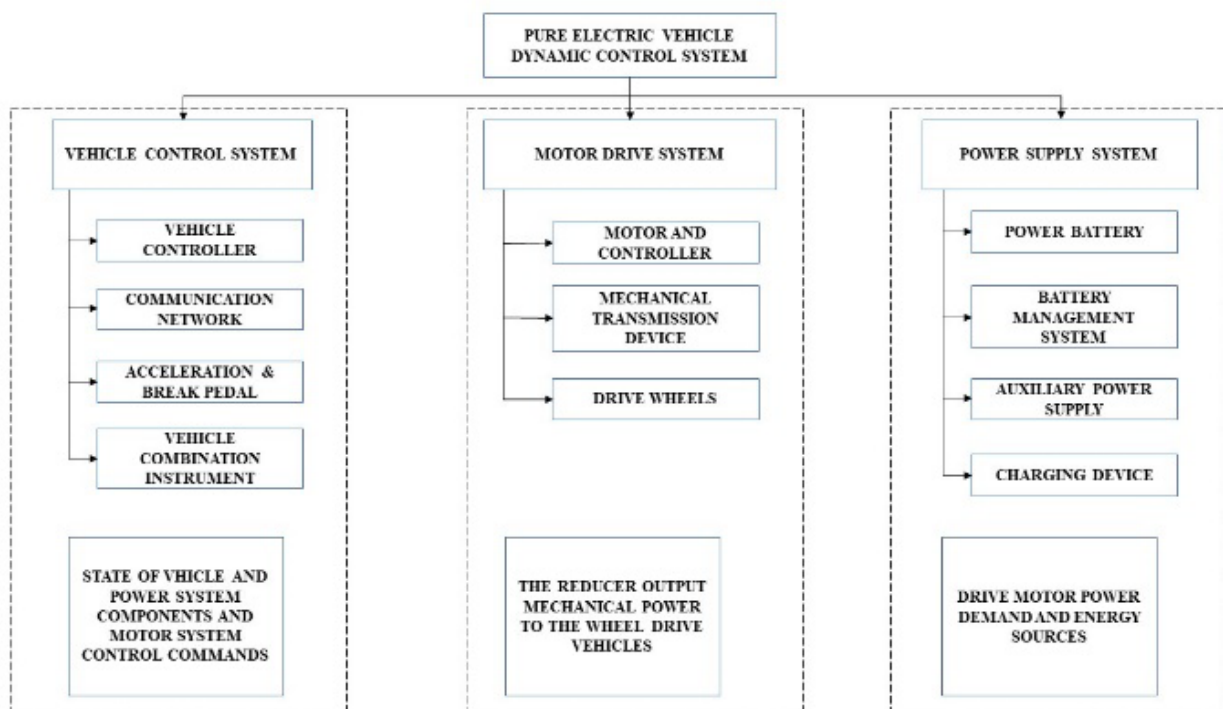 PURE ELECTRIC VEHICLE
DYNAMIC CONTROL SYSTEM
VEHICLE CONTROL SYSTEM
VEHICLE
CONTROLLER
COMMUNICATION
NETWORK
ACCELERATION &
BREAK PEDAL
VEHICLE
COMBINATION
INSTRUMENT
STATE OF VHICLE AND
POWER SYSTEM
COMPONENTS AND
MOTOR SYSTEM
CONTROL COMMANDS
MOTOR DRIVE SYSTEM
MOTOR AND
CONTROLLER
MECHANICAL
TRANSMISSION
DEVICE
DRIVE WHEELS
THE REDUCER OUTPUT
MECHANICAL POWER
TO THE WHEEL DRIVE
VEHICLES
POWER SUPPLY SYSTEM
POWER BATTERY
BATTERY
MANAGEMENT
SYSTEM
AUXILIARY POWER
SUPPLY
CHARGING DEVICE
DRIVE MOTOR POWER
DEMAND AND ENERGY
SOURCES